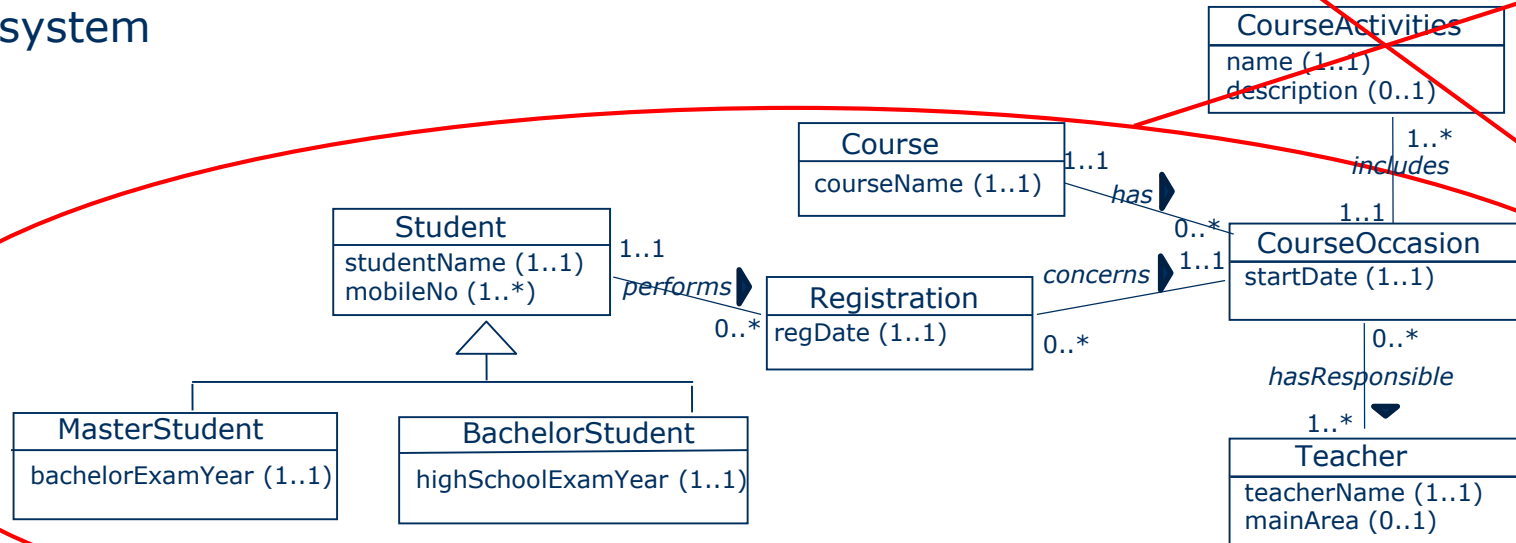 system
CourseActivities
name (1..1)
description (0..1)
1..*
includes
1..1
Course
courseName (1..1)
1..1
has
0..*
Student
studentName (1..1)
mobileNo (1..*)
1..1
performs
0..*
Registration
regDate (1..1)
concerns
1..1
0..*
CourseOccasion
startDate (1..1)
0..*
hasResponsible
1..*
MasterStudent
bachelorExamYear (1..1)
BachelorStudent
highSchoolExamYear (1..1)
Teacher
teacherName (1..1)
mainArea (0..1)